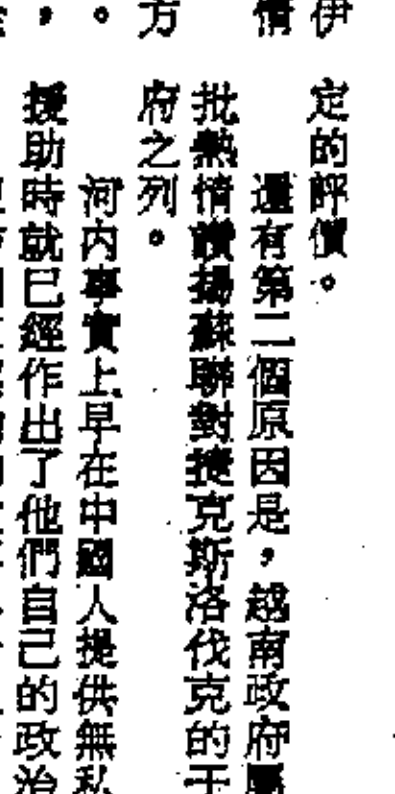 伊 定的評價。
情 還有第二個原因是，越南政府屬
批熱情讚揚蘇聯對捷克斯洛伐克的干
方 府之列。
。 河內事實上早在中國人提供無私
， 援助時就已經作出了他們自己的政治